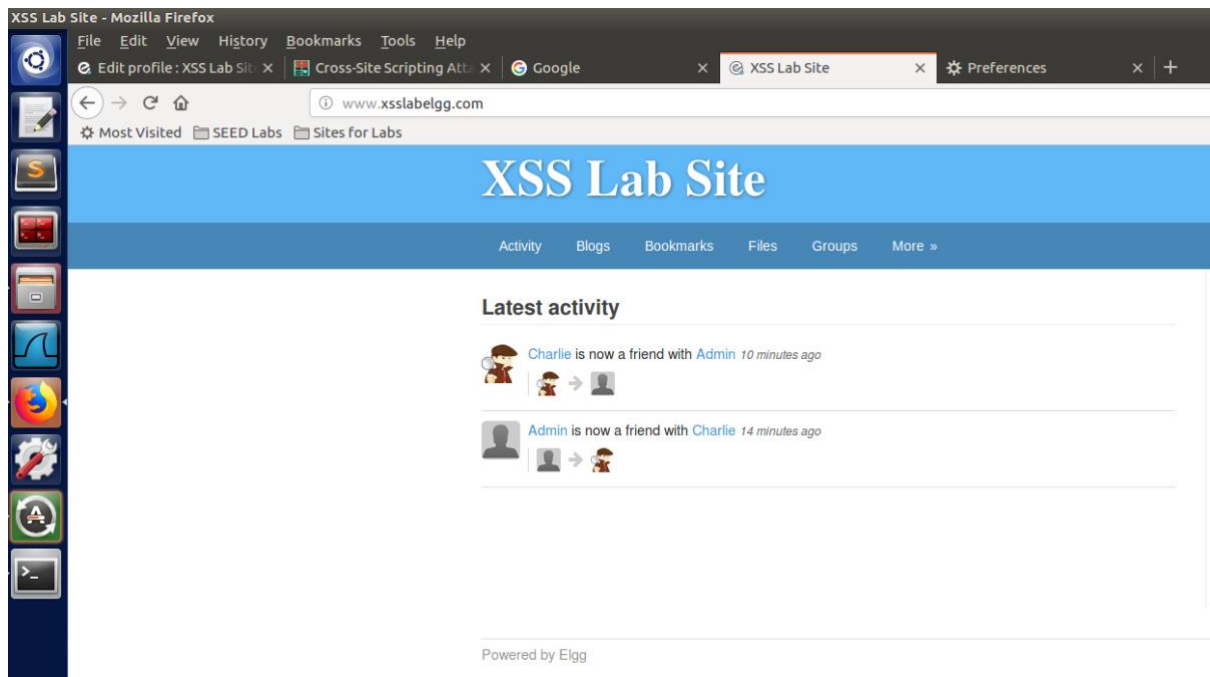 XSS Lab Site - Mozilla Firefox
File Edit View History Bookmarks Tools Help
Edit profile : XSS Lab Sit Cross-Site Scripting Atta Google XSS Lab Site Preferences
www.xsslabelgg.com
Most Visited SEED Labs Sites for Labs
XSS Lab Site
Activity Blogs Bookmarks Files Groups More »
Latest activity
Charlie is now a friend with Admin 10 minutes ago
Admin is now a friend with Charlie 14 minutes ago
Powered by Elgg